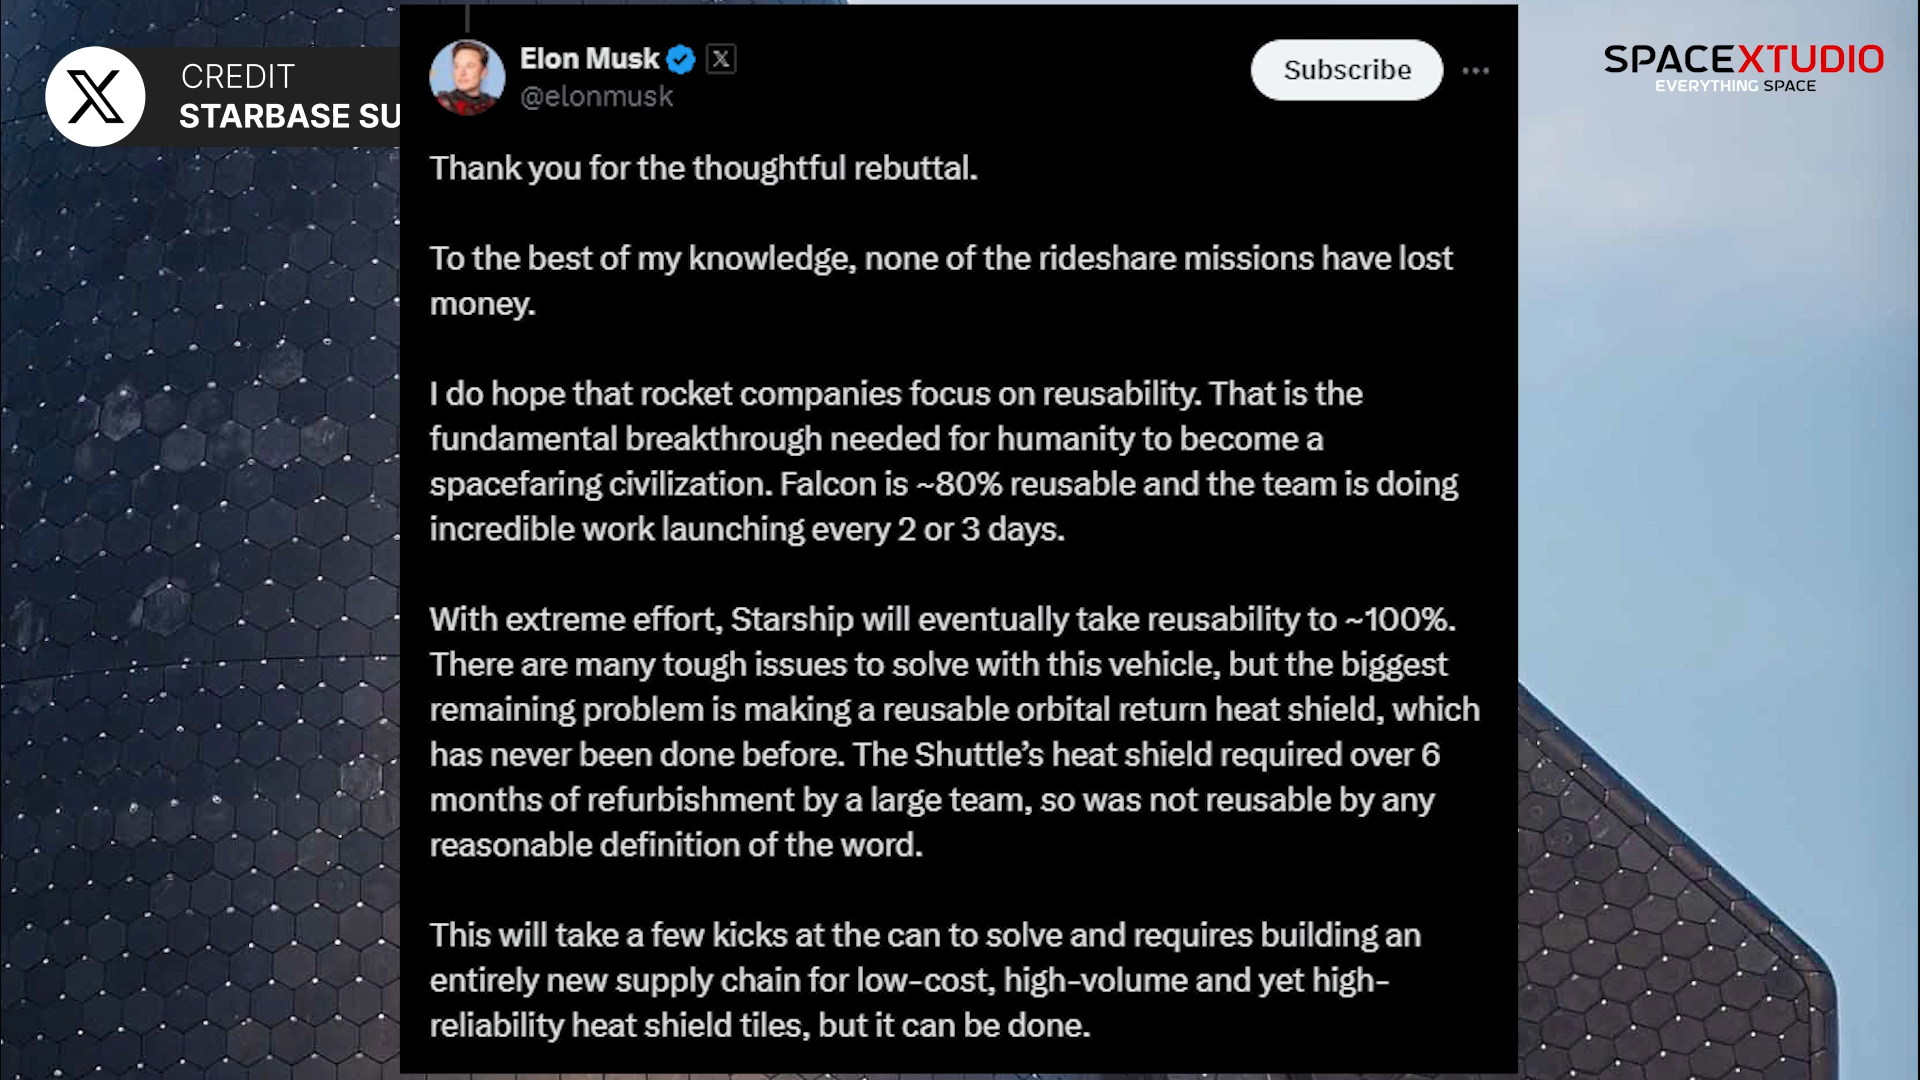 CREDIT
STARBASE SU
Elon Musk
@elonmusk
Subscribe
SPACEXTUDIO
EVERYTHING SPACE
Thank you for the thoughtful rebuttal.
To the best of my knowledge, none of the rideshare missions have lost
money.
I do hope that rocket companies focus on reusability. That is the
fundamental breakthrough needed for humanity to become a
spacefaring civilization. Falcon is ~80% reusable and the team is doing
incredible work launching every 2 or 3 days.
With extreme effort, Starship will eventually take reusability to ~100%.
There are many tough issues to solve with this vehicle, but the biggest
remaining problem is making a reusable orbital return heat shield, which
has never been done before. The Shuttle’s heat shield required over 6
months of refurbishment by a large team, so was not reusable by any
reasonable definition of the word.
This will take a few kicks at the can to solve and requires building an
entirely new supply chain for low-cost, high-volume and yet high-
reliability heat shield tiles, but it can be done.